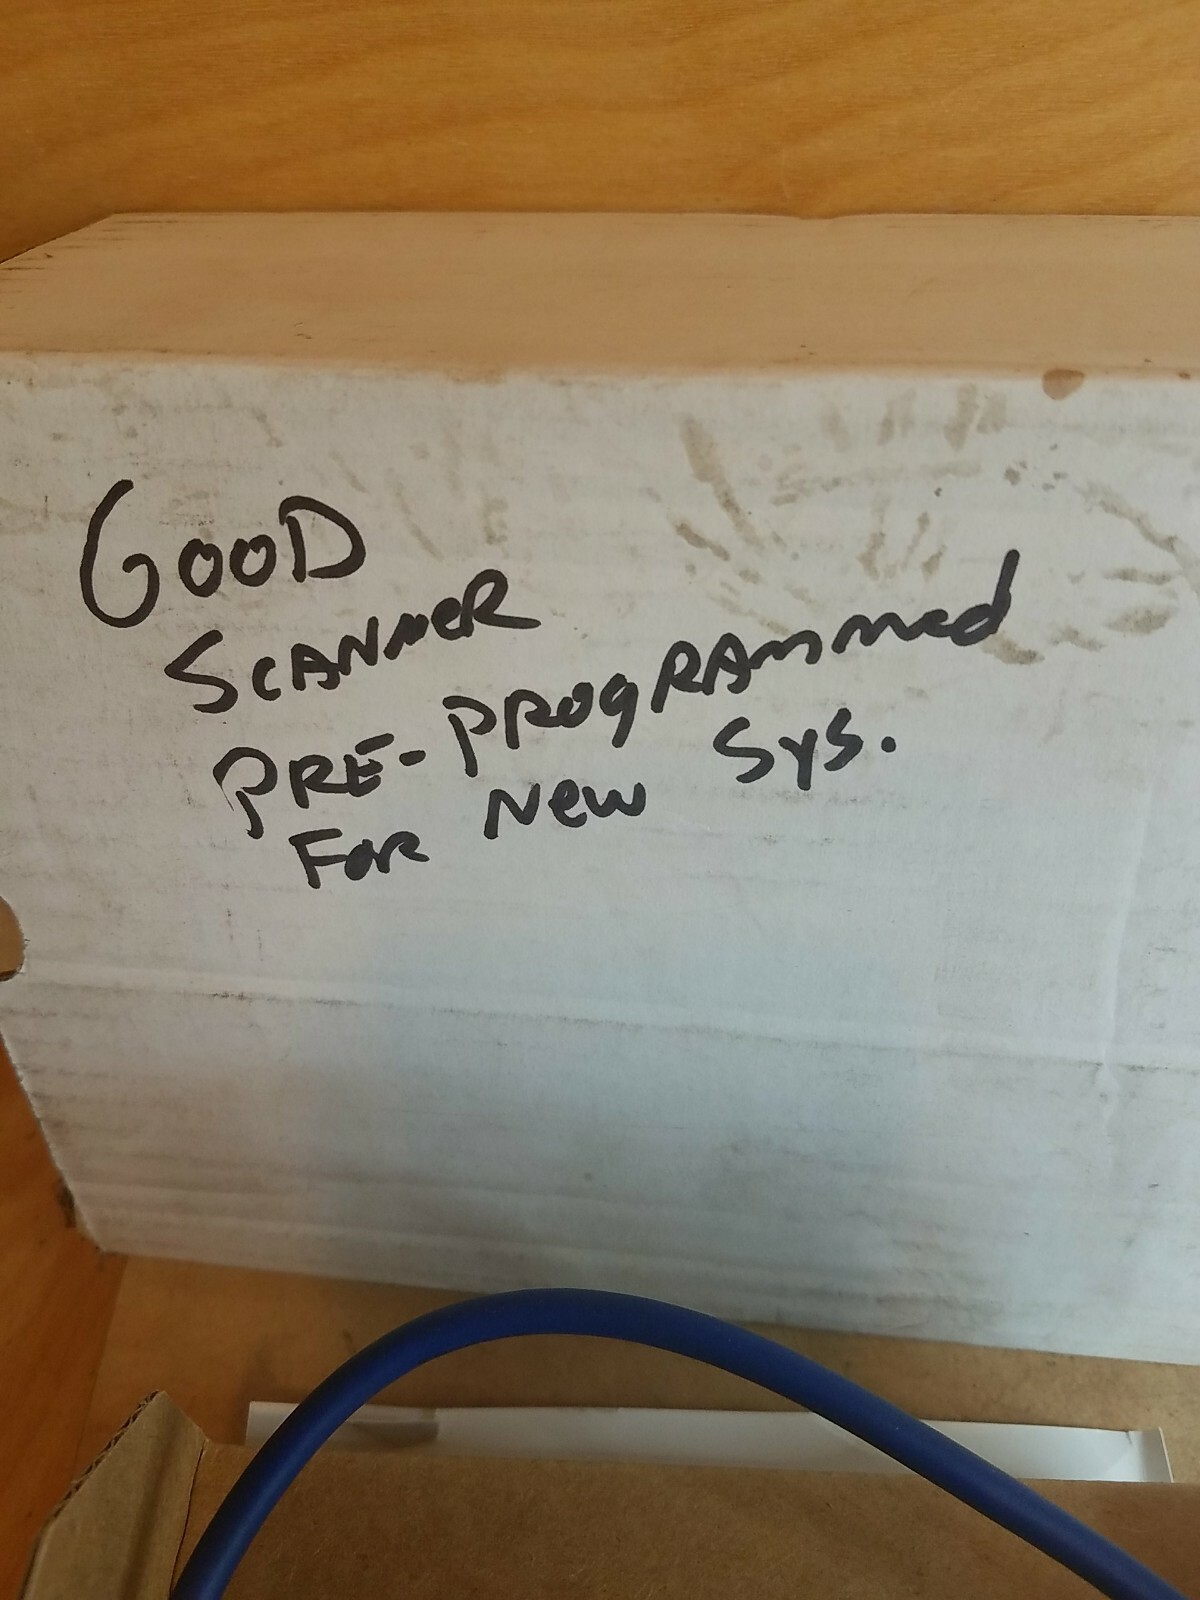 GOOD
SCANNER
PRE-PROGRAMMED
FOR NEW SYS.